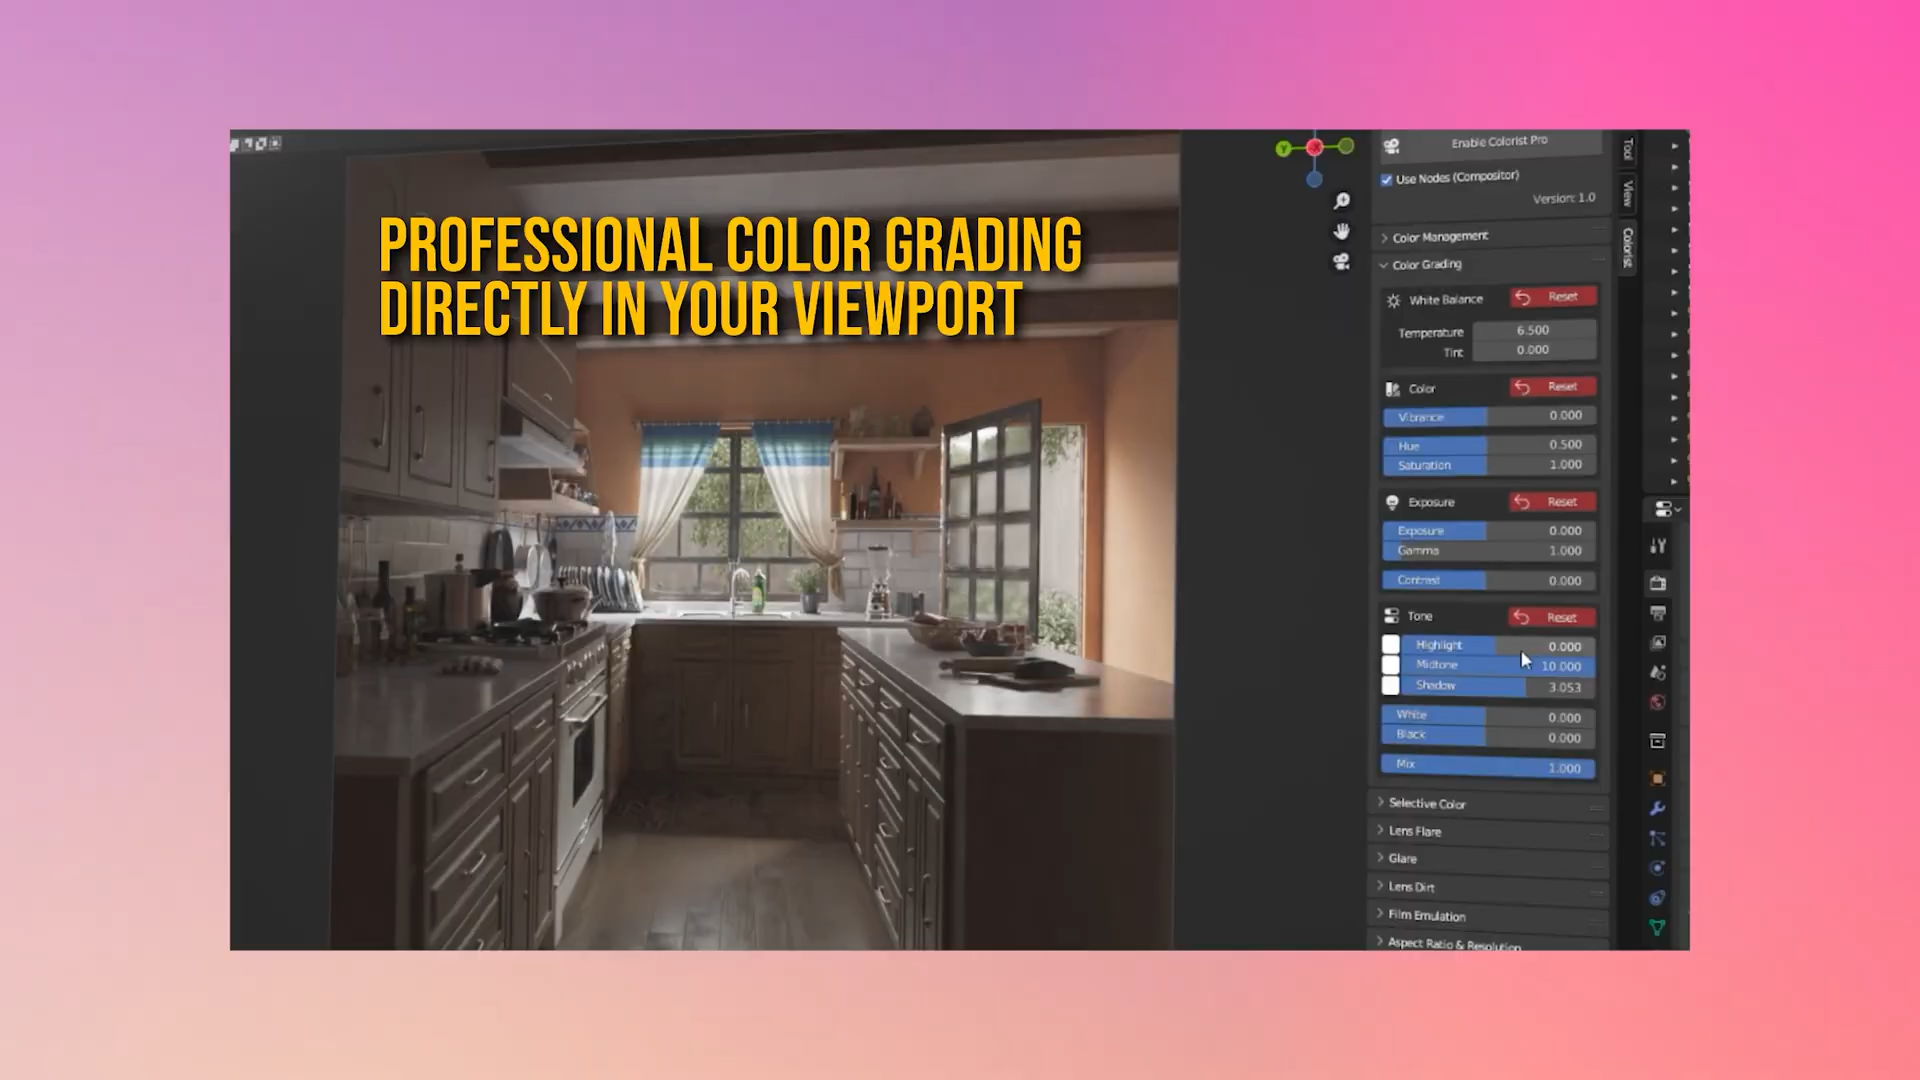 Enable Colorist Pro
Use Nodes (Compositor)
Version: 1.0
Tool
View
Colorist
PROFESSIONAL COLOR GRADING
DIRECTLY IN YOUR VIEWPORT
Color Management
Color Grading
White Balance Reset
Temperature 6.500
Tint 0.000
Color Reset
Vibrance 0.000
Hue 0.500
Saturation 1.000
Exposure Reset
Exposure 0.000
Gamma 1.000
Contrast 0.000
Tone Reset
Highlight 0.000
Midtone 10.000
Shadow 3.053
White 0.000
Black 0.000
Mix 1.000
Selective Color
Lens Flare
Glare
Lens Dirt
Film Emulation
Aspect Ratio & Resolution